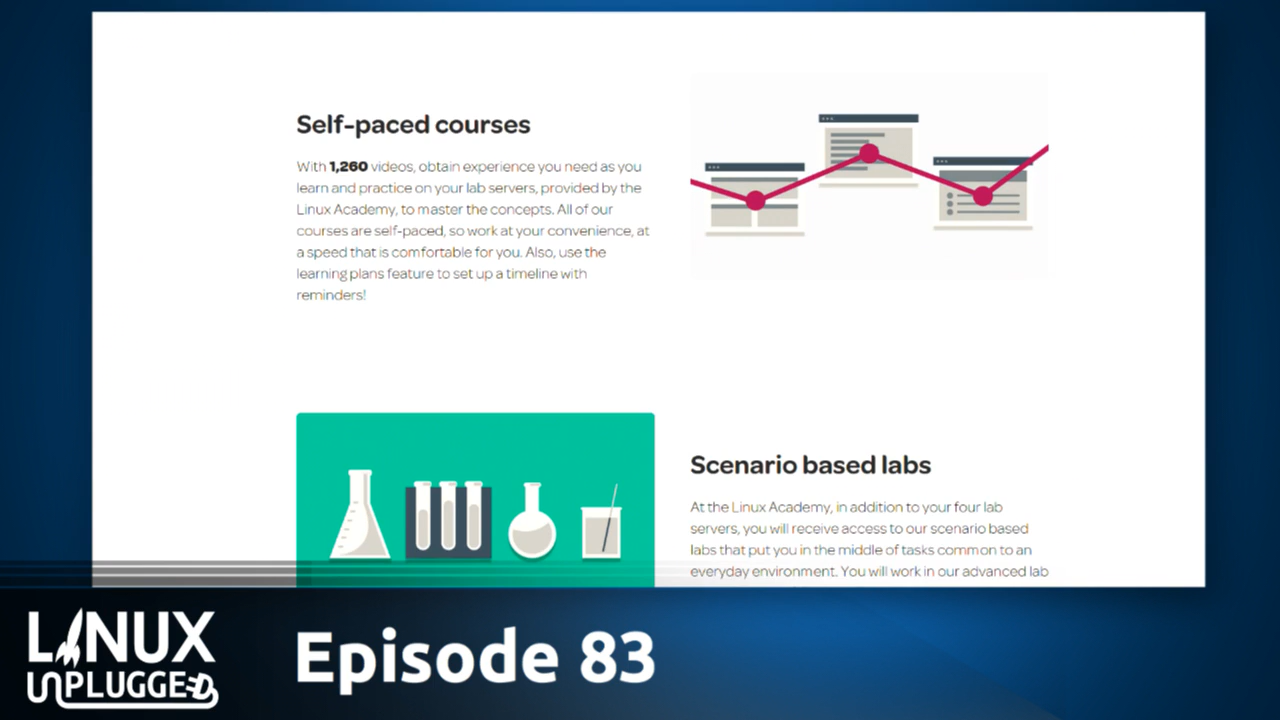 Self-paced courses
With 1,260 videos, obtain experience you need as you
learn and practice on your lab servers, provided by the
Linux Academy, to master the concepts. All of our
courses are self-paced, so work at your convenience, at
a speed that is comfortable for you. Also, use the
learning plans feature to set up a timeline with
reminders!
Scenario based labs
At the Linux Academy, in addition to your four lab
servers, you will receive access to our scenario based
labs that put you in the middle of tasks common to an
everyday environment. You will work in our advanced lab
LINUX
UNPLUGGED
Episode 83